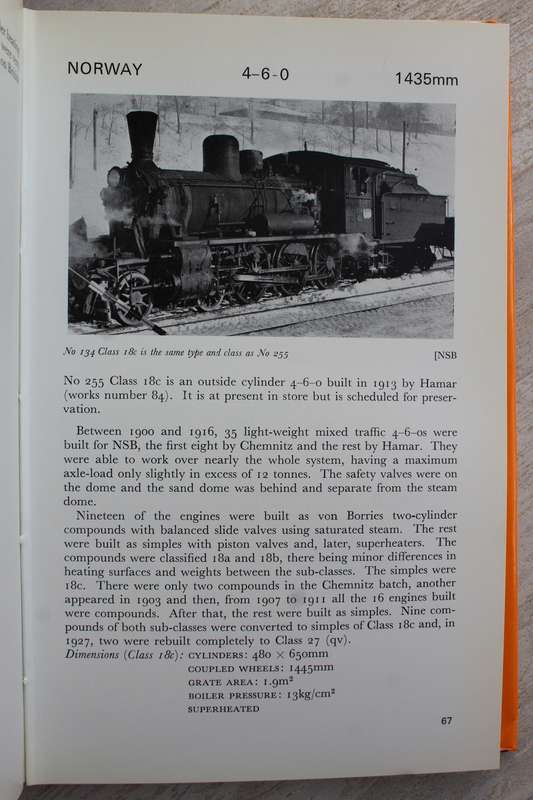 NORWAY 4-6-0 1435mm
No 134 Class 18c is the same type and class as No 255 [NSB
No 255 Class 18c is an outside cylinder 4–6–0 built in 1913 by Hamar
(works number 84). It is at present in store but is scheduled for preser-
vation.
Between 1900 and 1916, 35 light-weight mixed traffic 4–6–0s were
built for NSB, the first eight by Chemnitz and the rest by Hamar. They
were able to work over nearly the whole system, having a maximum
axle-load only slightly in excess of 12 tonnes. The safety valves were on
the dome and the sand dome was behind and separate from the steam
dome.
Nineteen of the engines were built as von Borries two-cylinder
compounds with balanced slide valves using saturated steam. The rest
were built as simples with piston valves and, later, superheaters. The
compounds were classified 18a and 18b, there being minor differences in
heating surfaces and weights between the sub-classes. The simples were
18c. There were only two compounds in the Chemnitz batch, another
appeared in 1903 and then, from 1907 to 1911 all the 16 engines built
were compounds. After that, the rest were built as simples. Nine com-
pounds of both sub-classes were converted to simples of Class 18c and, in
1927, two were rebuilt completely to Class 27 (qv).
Dimensions (Class 18c): CYLINDERS: 480 × 650mm
COUPLED WHEELS: 1445mm
GRATE AREA: 1.9m²
BOILER PRESSURE: 13kg/cm²
SUPERHEATED
67